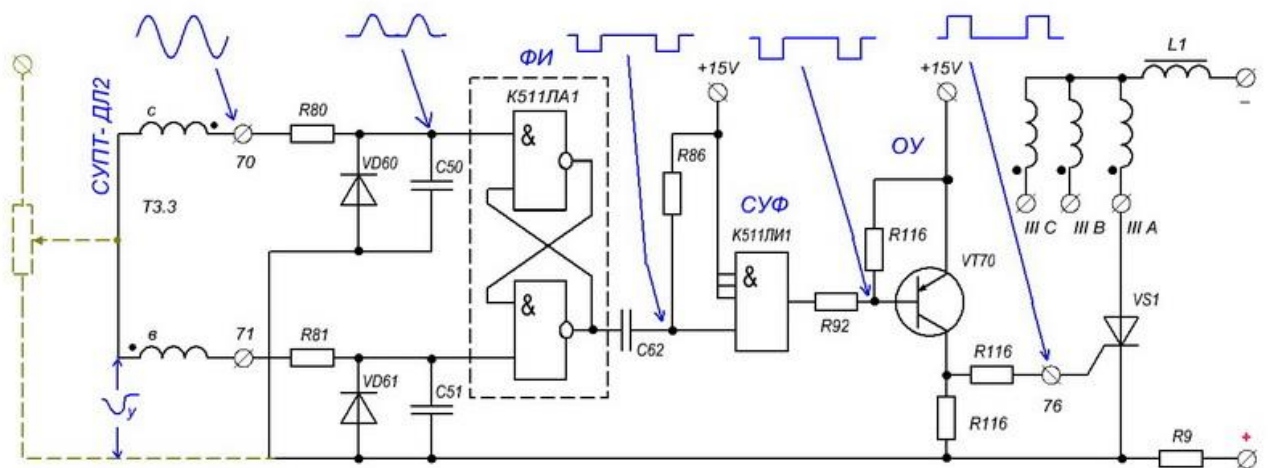 СУПТ-ДЛ2
с
70
R80
VD60
C50
Т3.3
ФИ
К511ЛА1
&
&
+15V
R86
СУФ
К511ЛИ1
&
+15V
ОУ
R116
VT70
R92
L1
–
III C
III B
III A
VS1
в
71
R81
VD61
C51
C62
R116
76
R116
R9
+
У